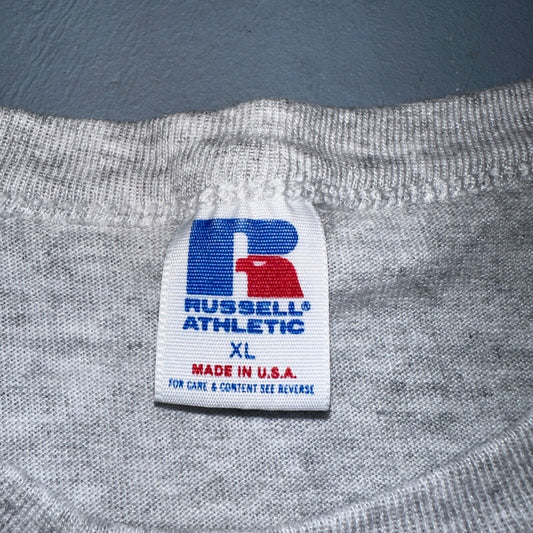 R
RUSSELL®
ATHLETIC
XL
MADE IN U.S.A.
FOR CARE & CONTENT SEE REVERSE